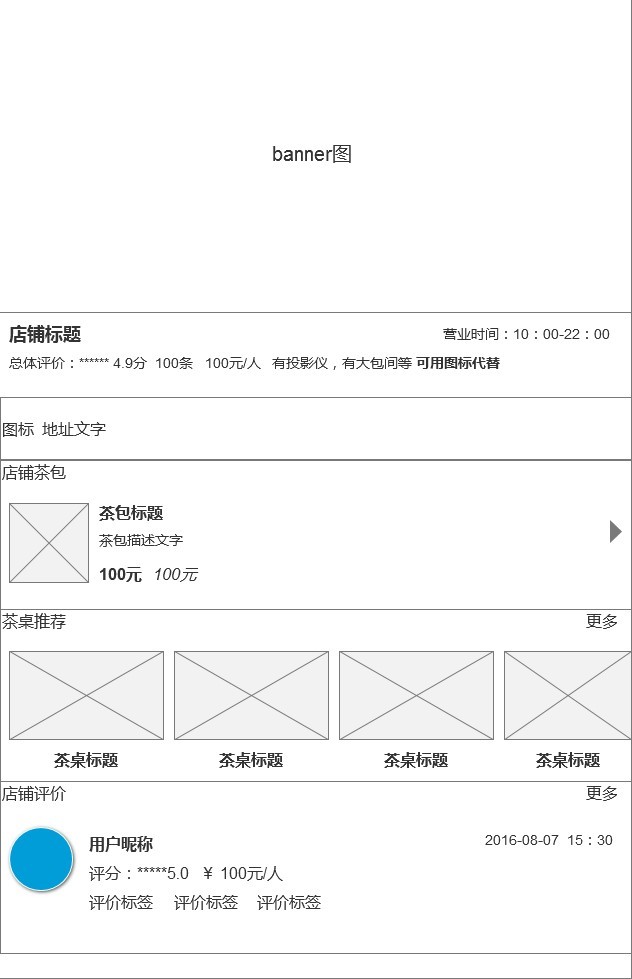 banner图
店铺标题 营业时间：10：00-22：00
总体评价：****** 4.9分 100条 100元/人 有投影仪，有大包间等 可用图标代替
图标 地址文字
店铺茶包
茶包标题
茶包描述文字
100元 100元
茶桌推荐 更多
茶桌标题 茶桌标题 茶桌标题 茶桌标题
店铺评价 更多
用户昵称 2016-08-07 15：30
评分：*****5.0 ￥ 100元/人
评价标签 评价标签 评价标签